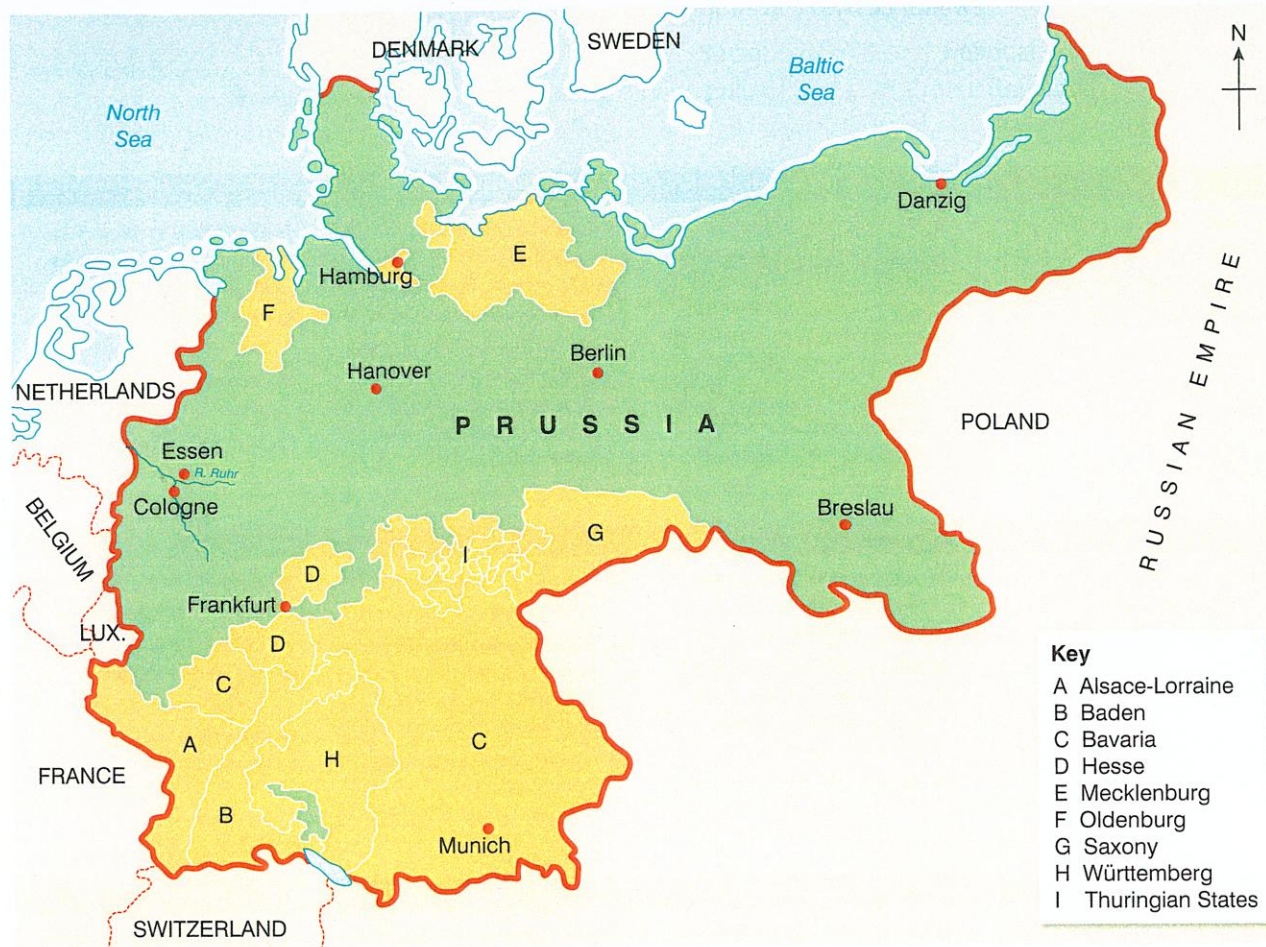 DENMARK
SWEDEN
N
North
Sea
Baltic
Sea
Danzig
E
Hamburg
F
Berlin
Hanover
NETHERLANDS
PRUSSIA
POLAND
RUSSIAN EMPIRE
Essen
R. Ruhr
Cologne
BELGIUM
Breslau
G
I
D
Frankfurt
LUX.
D
C
A
H
C
FRANCE
B
Munich
SWITZERLAND
Key
A Alsace-Lorraine
B Baden
C Bavaria
D Hesse
E Mecklenburg
F Oldenburg
G Saxony
H Württemberg
I Thuringian States